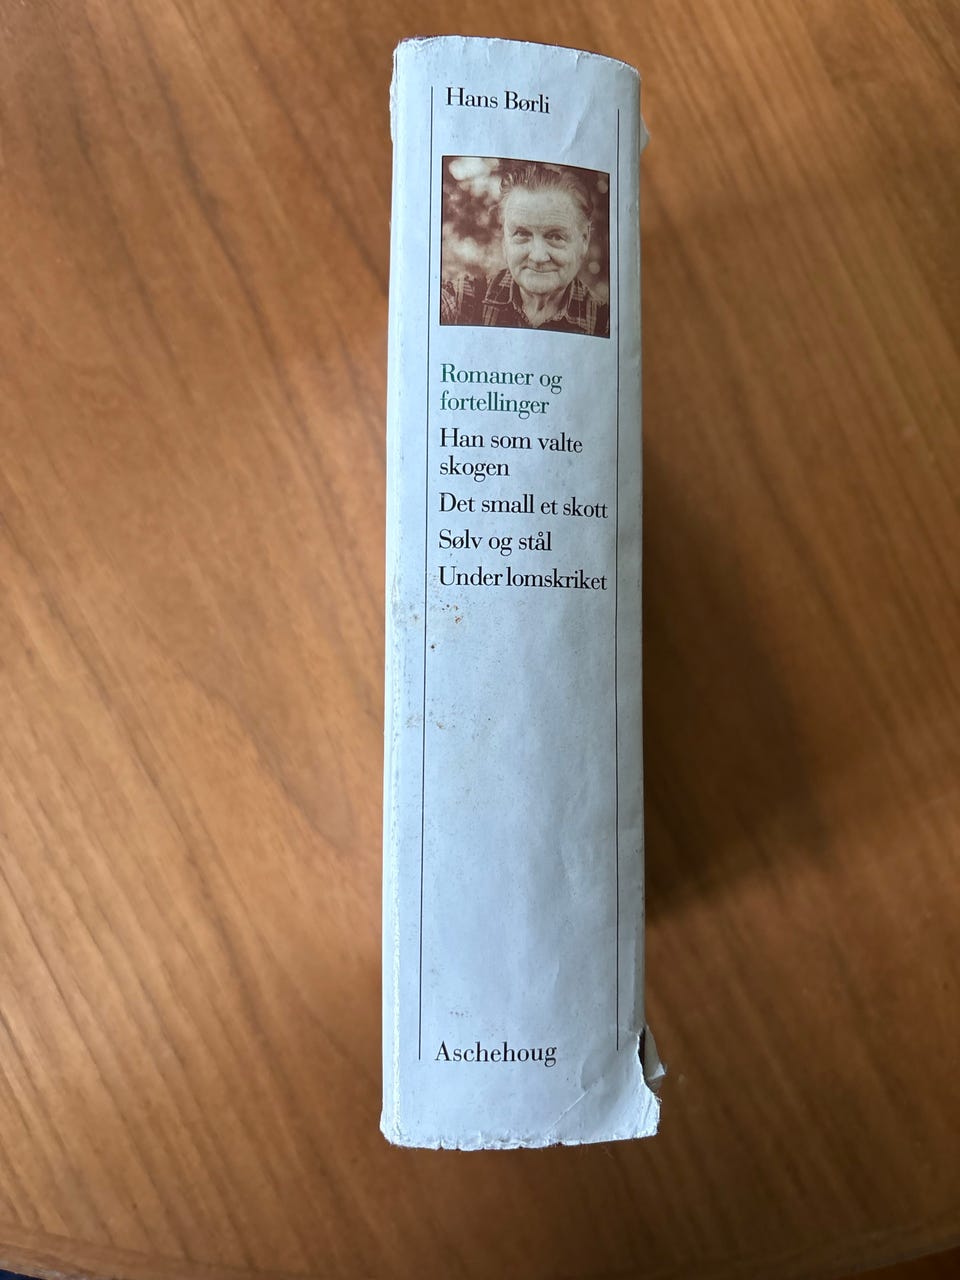 Hans Børli
Romaner og
fortellinger
Han som valte
skogen
Det small et skott
Sølv og stål
Under lomskriket
Aschehoug